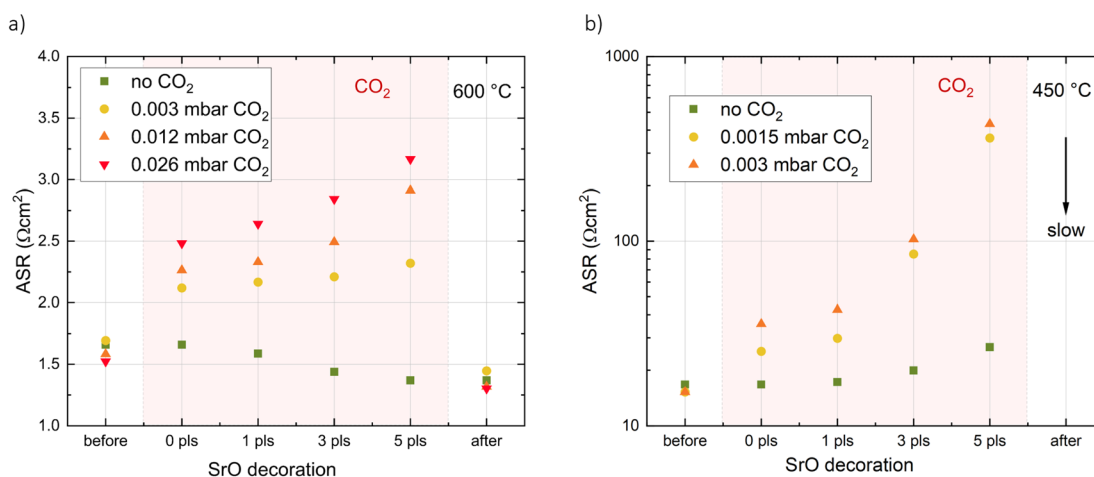 a)
4.0
3.5
3.0
2.5
2.0
1.5
1.0
ASR (Ωcm²)
no CO₂
0.003 mbar CO₂
0.012 mbar CO₂
0.026 mbar CO₂
CO₂
600 °C
before
0 pls
1 pls
3 pls
5 pls
after
SrO decoration
b)
1000
100
10
ASR (Ωcm²)
no CO₂
0.0015 mbar CO₂
0.003 mbar CO₂
CO₂
450 °C
slow
before
0 pls
1 pls
3 pls
5 pls
after
SrO decoration